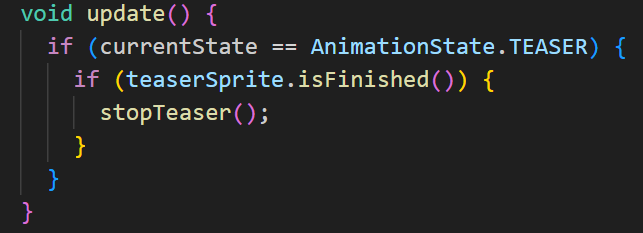 void update() {
  if (currentState == AnimationState.TEASER) {
    if (teaserSprite.isFinished()) {
      stopTeaser();
    }
  }
}